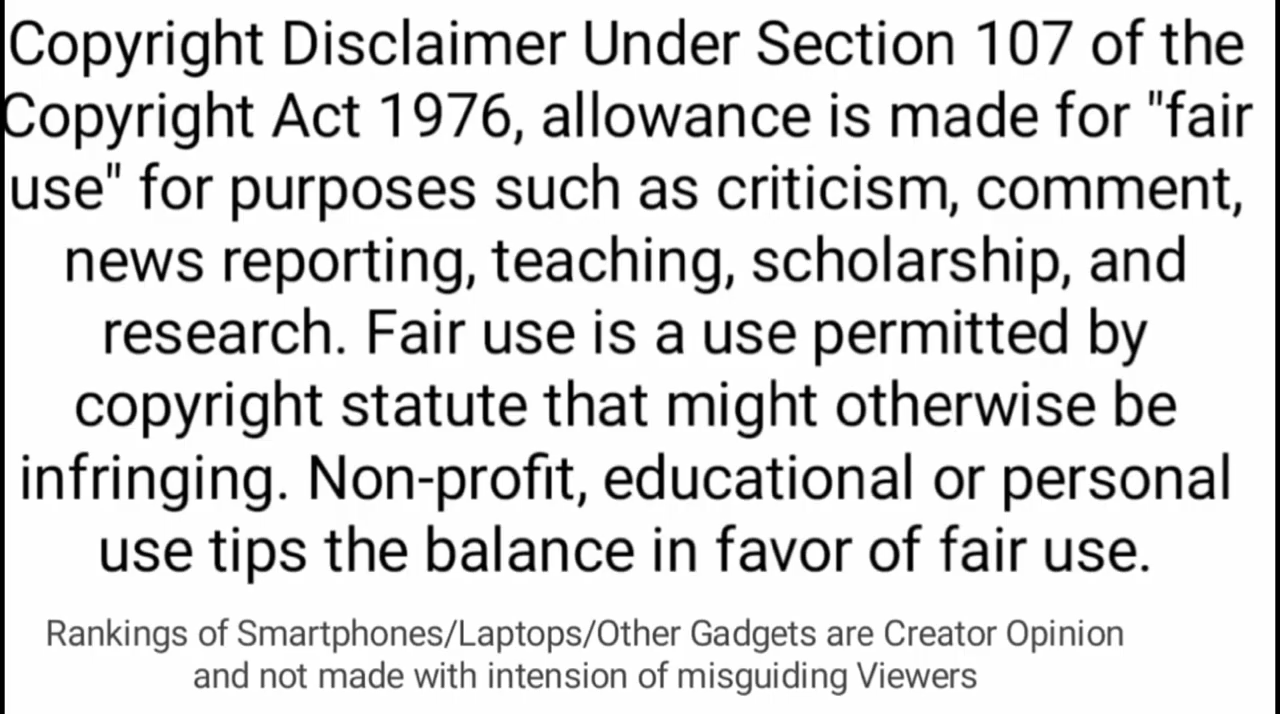 Copyright Disclaimer Under Section 107 of the
Copyright Act 1976, allowance is made for "fair
use" for purposes such as criticism, comment,
news reporting, teaching, scholarship, and
research. Fair use is a use permitted by
copyright statute that might otherwise be
infringing. Non-profit, educational or personal
use tips the balance in favor of fair use.
Rankings of Smartphones/Laptops/Other Gadgets are Creator Opinion
and not made with intension of misguiding Viewers